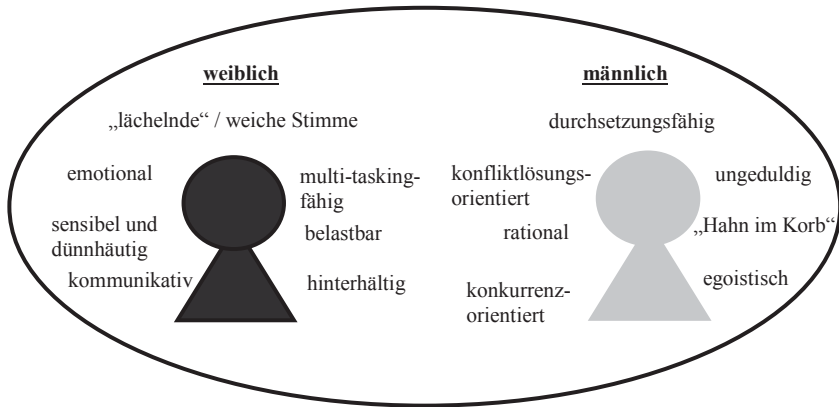 weiblich
„lächelnde“ / weiche Stimme
emotional
multi-tasking-
fähig
sensibel und
dünnhäutig
belastbar
kommunikativ
hinterhältig
männlich
durchsetzungsfähig
konfliktlösungs-
orientiert
ungeduldig
rational
„Hahn im Korb“
konkurrenz-
orientiert
egoistisch